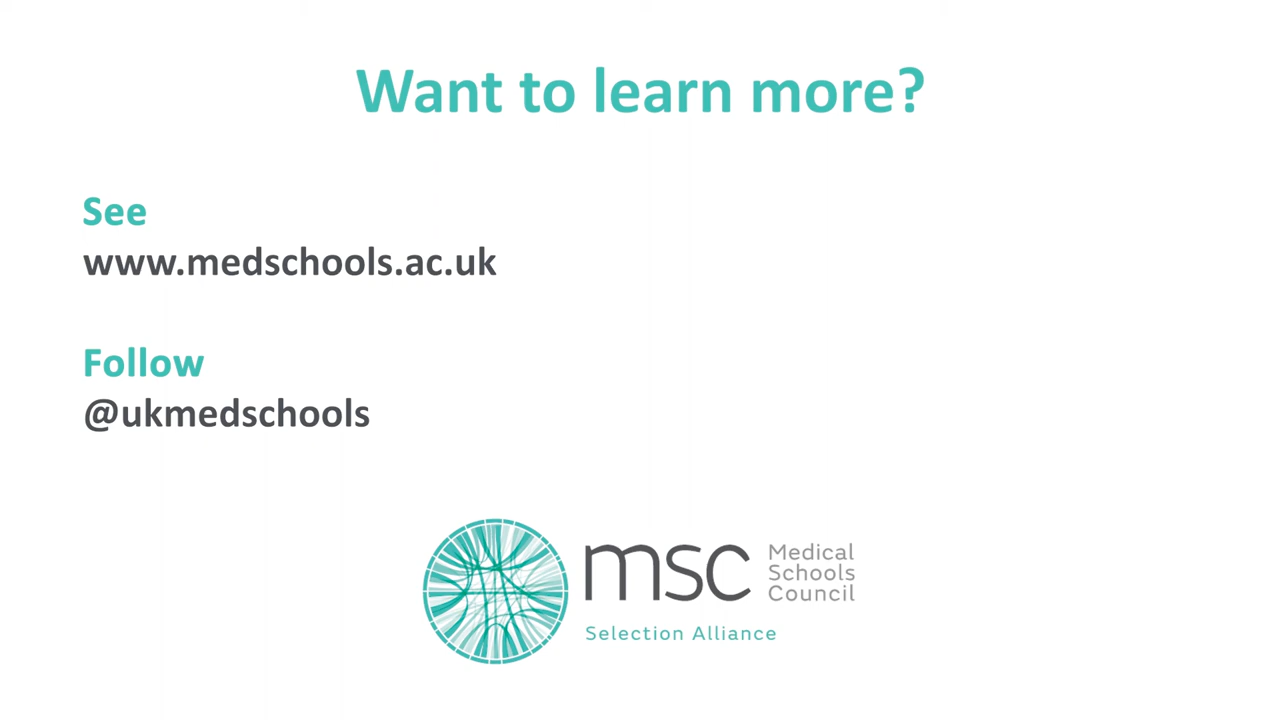 Want to learn more?
See
www.medschools.ac.uk
Follow
@ukmedschools
msc
Medical
Schools
Council
Selection Alliance